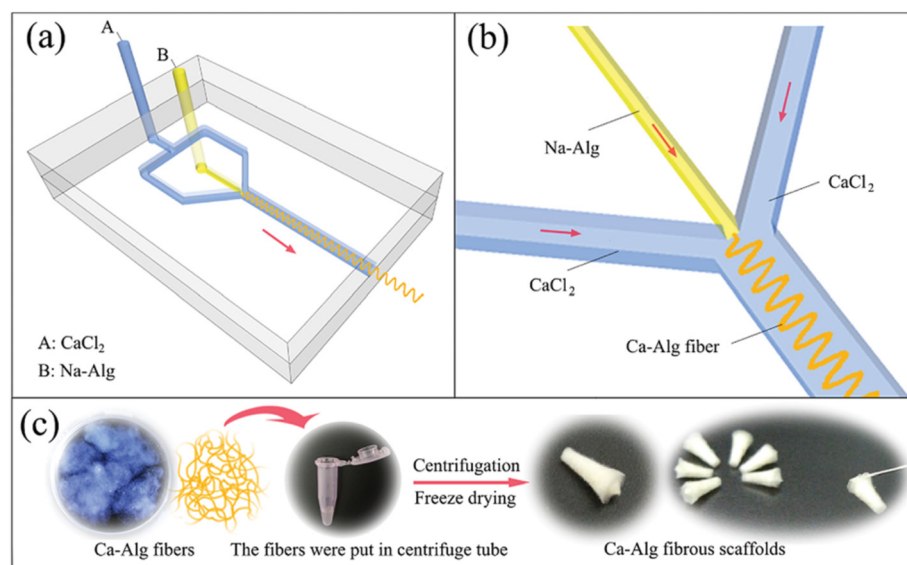 (a)
A
B
A: CaCl₂
B: Na-Alg
(b)
Na-Alg
CaCl₂
CaCl₂
Ca-Alg fiber
(c)
Centrifugation
Freeze drying
Ca-Alg fibers
The fibers were put in centrifuge tube
Ca-Alg fibrous scaffolds